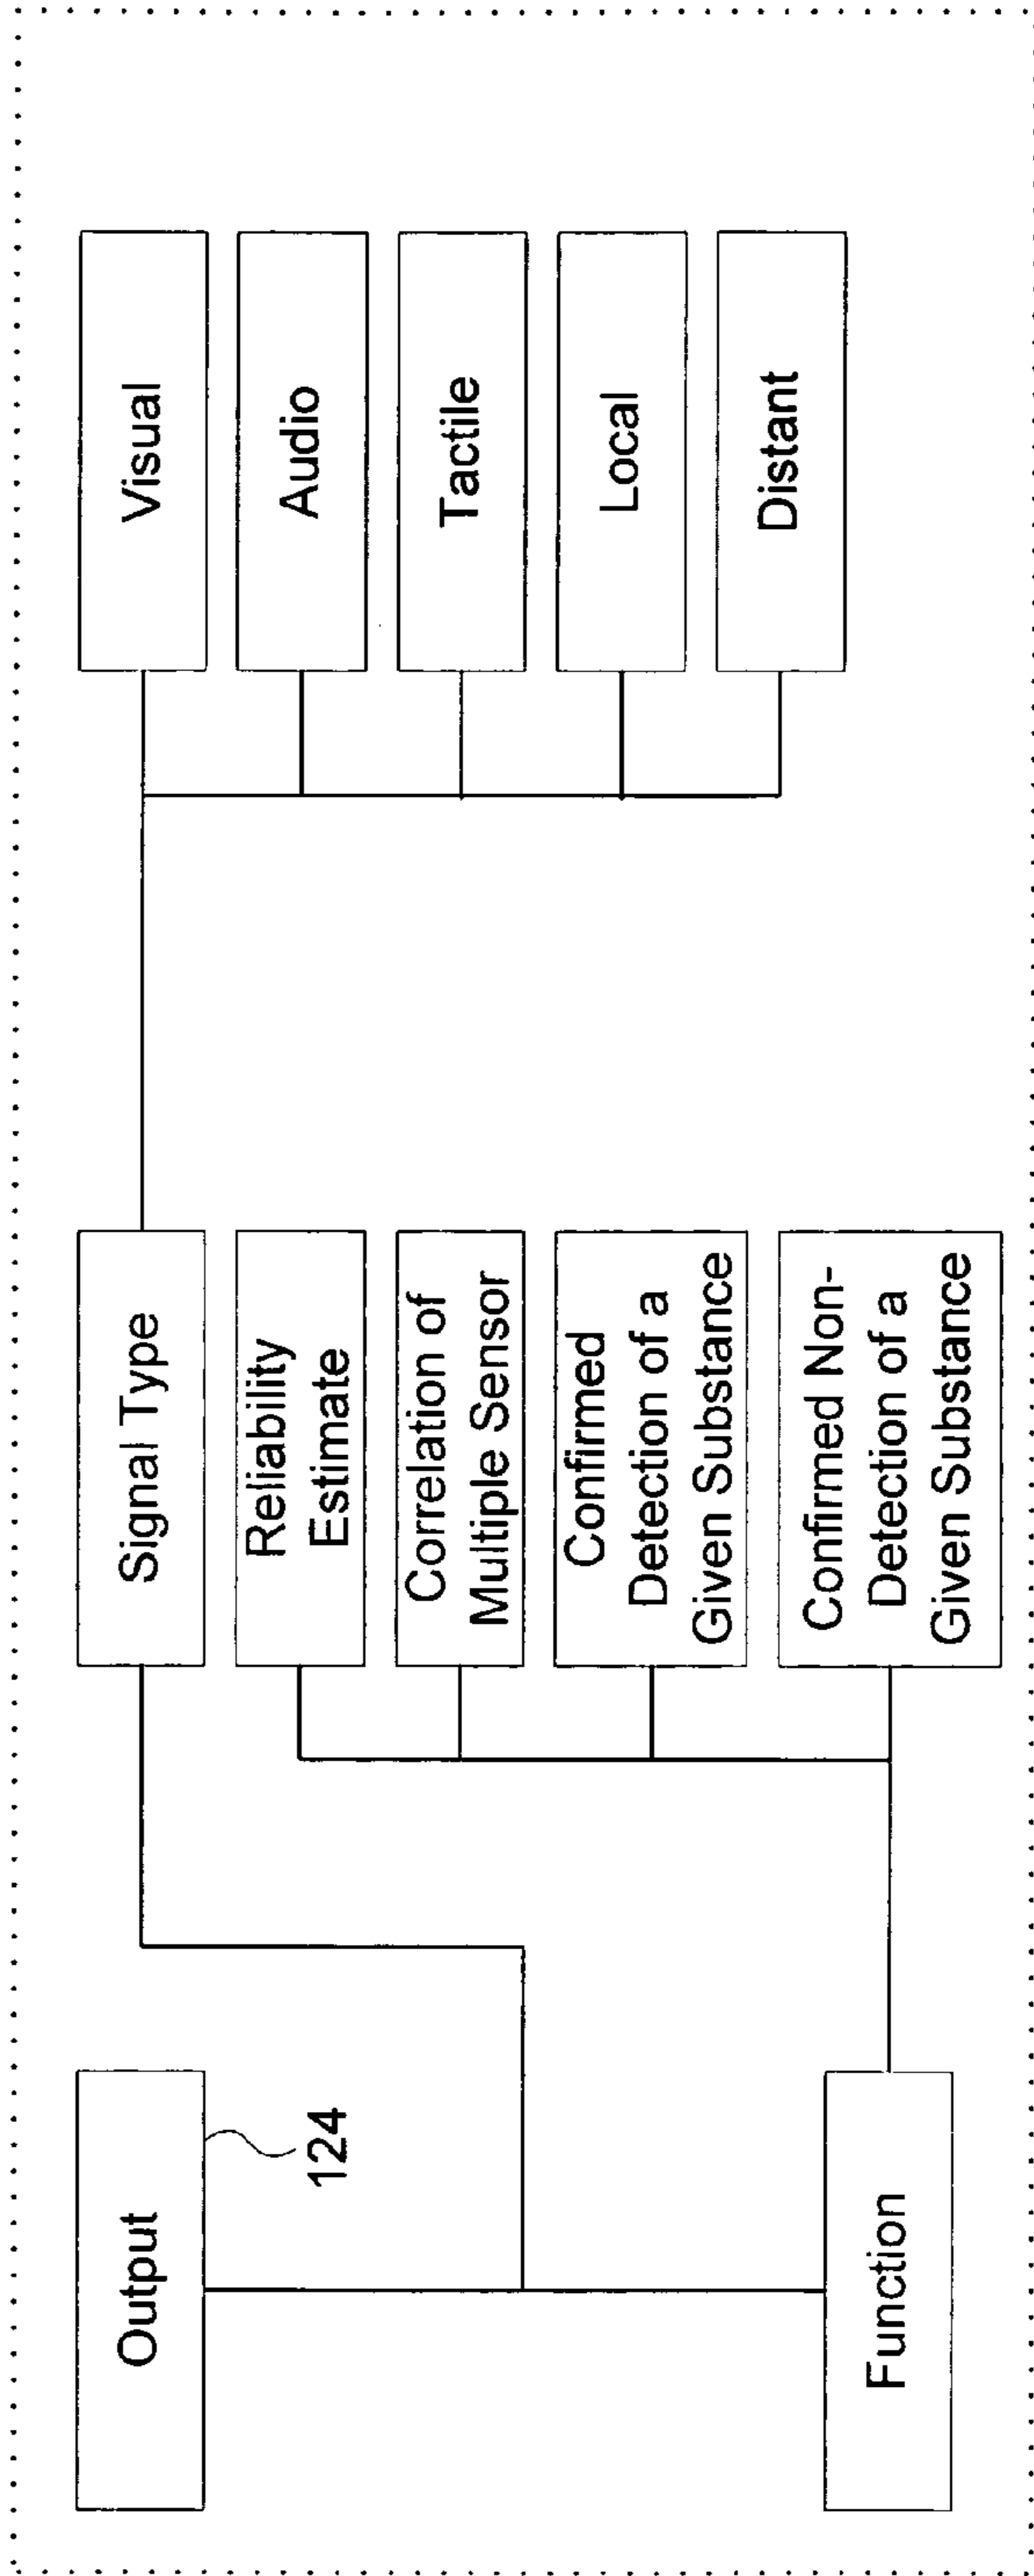 Output
124
Function
Signal Type
Reliability
Estimate
Correlation of
Multiple Sensor
Confirmed
Detection of a
Given Substance
Confirmed Non-
Detection of a
Given Substance
Visual
Audio
Tactile
Local
Distant